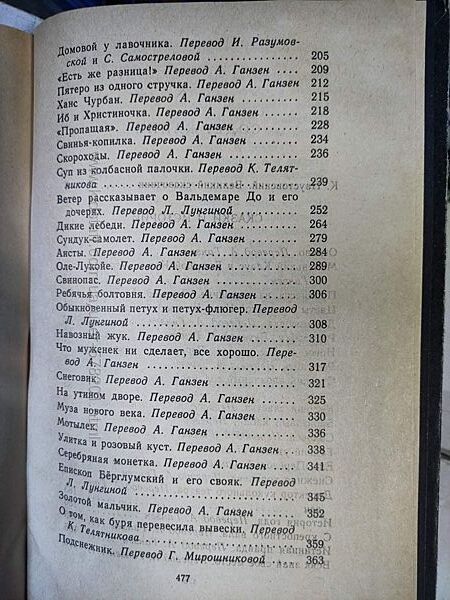 Домовой у лавочника. Перевод И. Разумов-
ской и С. Самостреловой . . . . . . . . . . 205
«Есть же разница!» Перевод А. Ганзен . . . . 209
Пятеро из одного стручка. Перевод А. Ганзен 212
Ханс Чурбан. Перевод А. Ганзен . . . . . . . 215
Иб и Христиночка. Перевод А. Ганзен . . . . 218
«Пропащая». Перевод А. Ганзен . . . . . . . 228
Свинья-копилка. Перевод А. Ганзен . . . . . 234
Скороходы. Перевод А. Ганзен . . . . . . . . 236
Суп из колбасной палочки. Перевод К. Телят-
никова . . . . . . . . . . . . . . . . . . . 239
Ветер рассказывает о Вальдемаре До и его
дочерях. Перевод Л. Лунгиной . . . . . . . 252
Дикие лебеди. Перевод А. Ганзен . . . . . . 264
Сундук-самолет. Перевод А. Ганзен . . . . . 279
Аисты. Перевод А. Ганзен . . . . . . . . . . 284
Оле-Лукойе. Перевод А. Ганзен . . . . . . . 289
Свинопас. Перевод А. Ганзен . . . . . . . . 300
Ребячья болтовня. Перевод А. Ганзен . . . . 306
Обыкновенный петух и петух-флюгер. Перевод
Л. Лунгиной . . . . . . . . . . . . . . . . 308
Навозный жук. Перевод А. Ганзен . . . . . . 310
Что муженек ни сделает, все хорошо. Пере-
вод А. Ганзен . . . . . . . . . . . . . . . 317
Снеговик. Перевод А. Ганзен . . . . . . . . 321
На утином дворе. Перевод А. Ганзен . . . . . 325
Муза нового века. Перевод А. Ганзен . . . . 330
Мотылек. Перевод А. Ганзен . . . . . . . . . 336
Улитка и розовый куст. Перевод А. Ганзен . . 338
Серебряная монетка. Перевод А. Ганзен . . . 341
Епископ Бёрглумский и его свояк. Перевод
Л. Лунгиной . . . . . . . . . . . . . . . . 345
Золотой мальчик. Перевод А. Ганзен . . . . . 352
О том, как буря перевесила вывески. Перевод
К. Телятникова . . . . . . . . . . . . . . . 359
Подснежник. Перевод Г. Мирошниковой . . . . 363
477